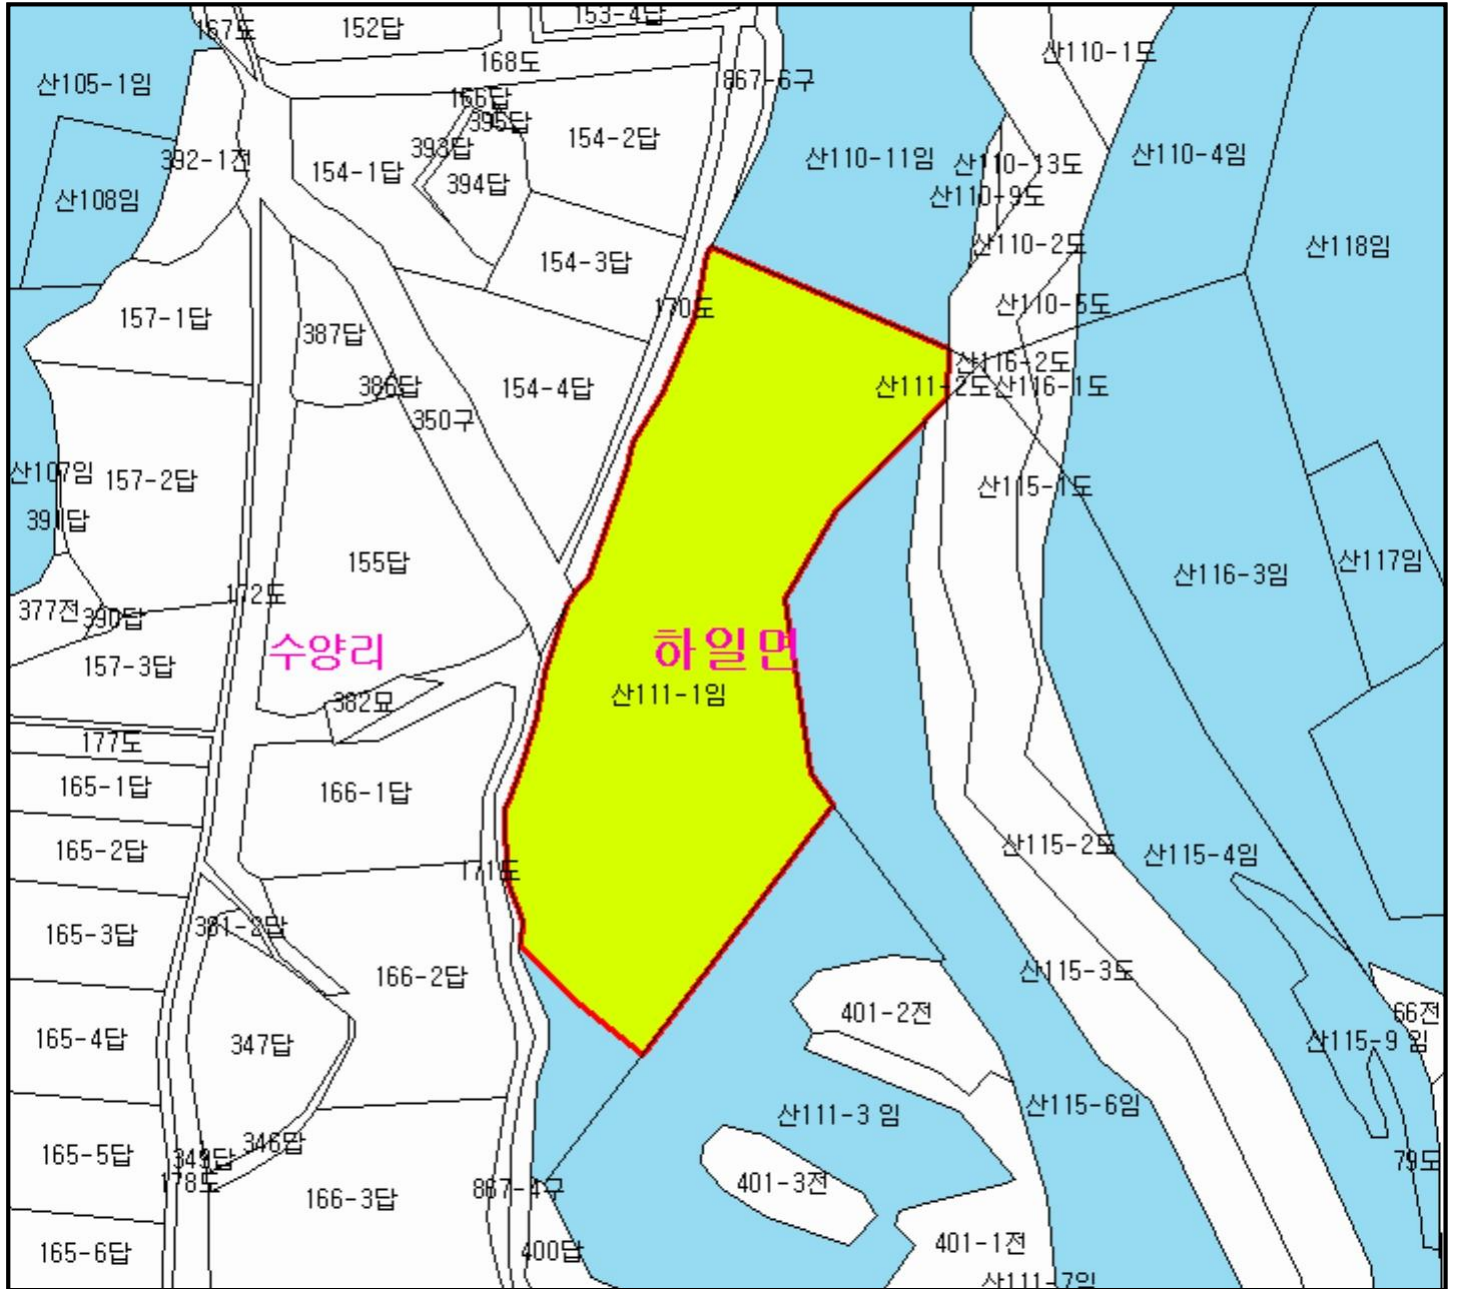 153-4답
167도
152답
168도
산110-1도
산105-1임
867-6구
166답
395답
154-2답
393답
392-1전
154-1답
394답
산110-11임
산110-13도
산110-4임
산108임
산110-9도
산110-2도
산118임
154-3답
산110-5도
170도
157-1답
387답
산116-2도
386답
154-4답
산111-2도
산116-1도
350구
산107임
157-2답
산115-1도
391답
155답
산116-3임
산117임
172도
377전
390답
수양리
하일면
157-3답
산111-1임
382묘
177도
165-1답
166-1답
165-2답
산115-2도
산115-4임
171도
381-2답
165-3답
166-2답
산115-3도
401-2전
66전
165-4답
347답
산115-9 임
산111-3 임
산115-6임
346답
165-5답
349답
79도
178도
401-3전
867-4구
166-3답
165-6답
400답
401-1전
산111-7임